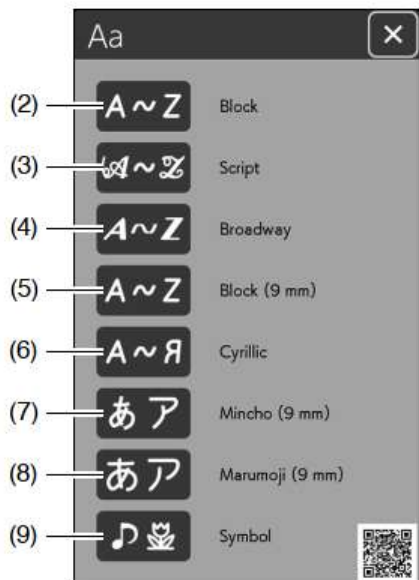 Aa ×
(2) A ~ Z Block
(3) A ~ Z Script
(4) A ~ Z Broadway
(5) A ~ Z Block (9 mm)
(6) A ~ Я Cyrillic
(7) あ ア Mincho (9 mm)
(8) あ ア Marumoji (9 mm)
(9) ♪ Symbol